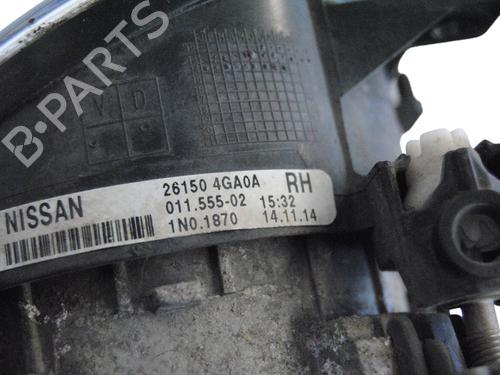 B-PARTS
V D
NISSAN
26150 4GA0A RH
011.555-02 15:32
1N0.1870 14.11.14